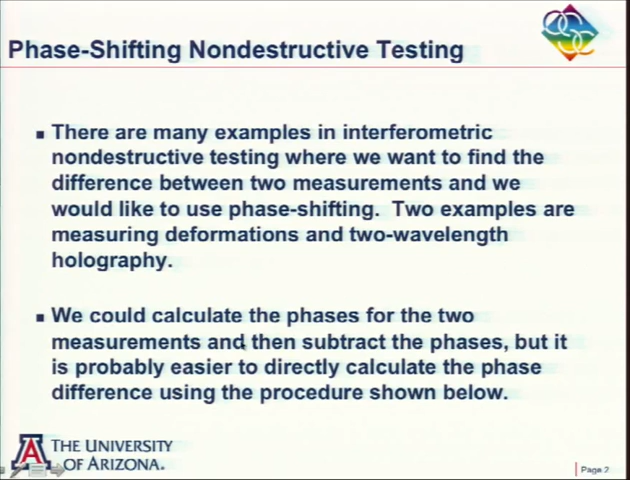 Phase-Shifting Nondestructive Testing
▪ There are many examples in interferometric
nondestructive testing where we want to find the
difference between two measurements and we
would like to use phase-shifting. Two examples are
measuring deformations and two-wavelength
holography.
▪ We could calculate the phases for the two
measurements and then subtract the phases, but it
is probably easier to directly calculate the phase
difference using the procedure shown below.
A THE UNIVERSITY
OF ARIZONA.
Page 2